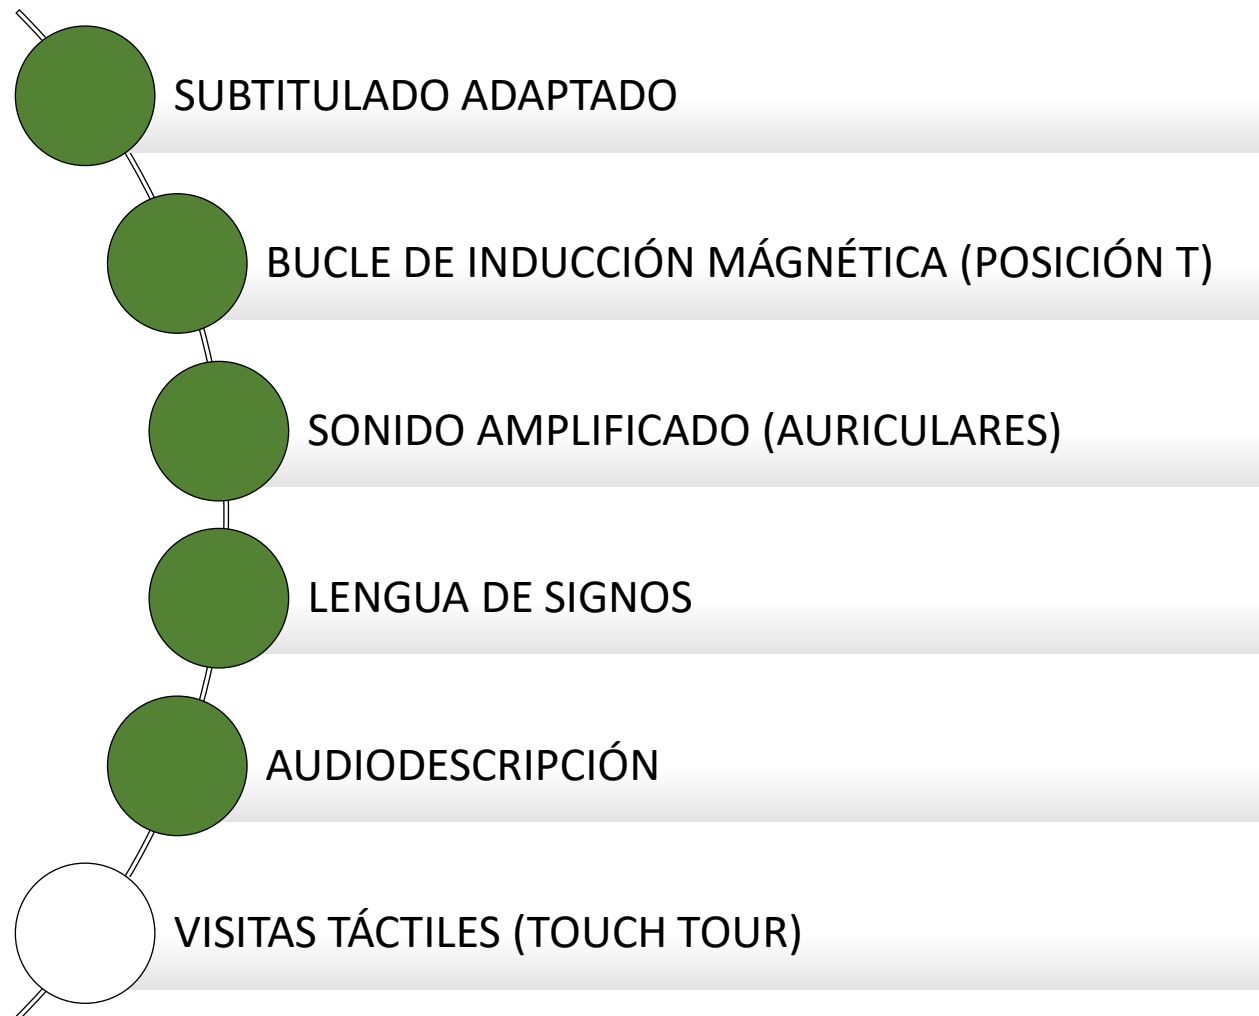 SUBTITULADO ADAPTADO
BUCLE DE INDUCCIÓN MÁGNÉTICA (POSICIÓN T)
SONIDO AMPLIFICADO (AURICULARES)
LENGUA DE SIGNOS
AUDIODESCRIPCIÓN
VISITAS TÁCTILES (TOUCH TOUR)